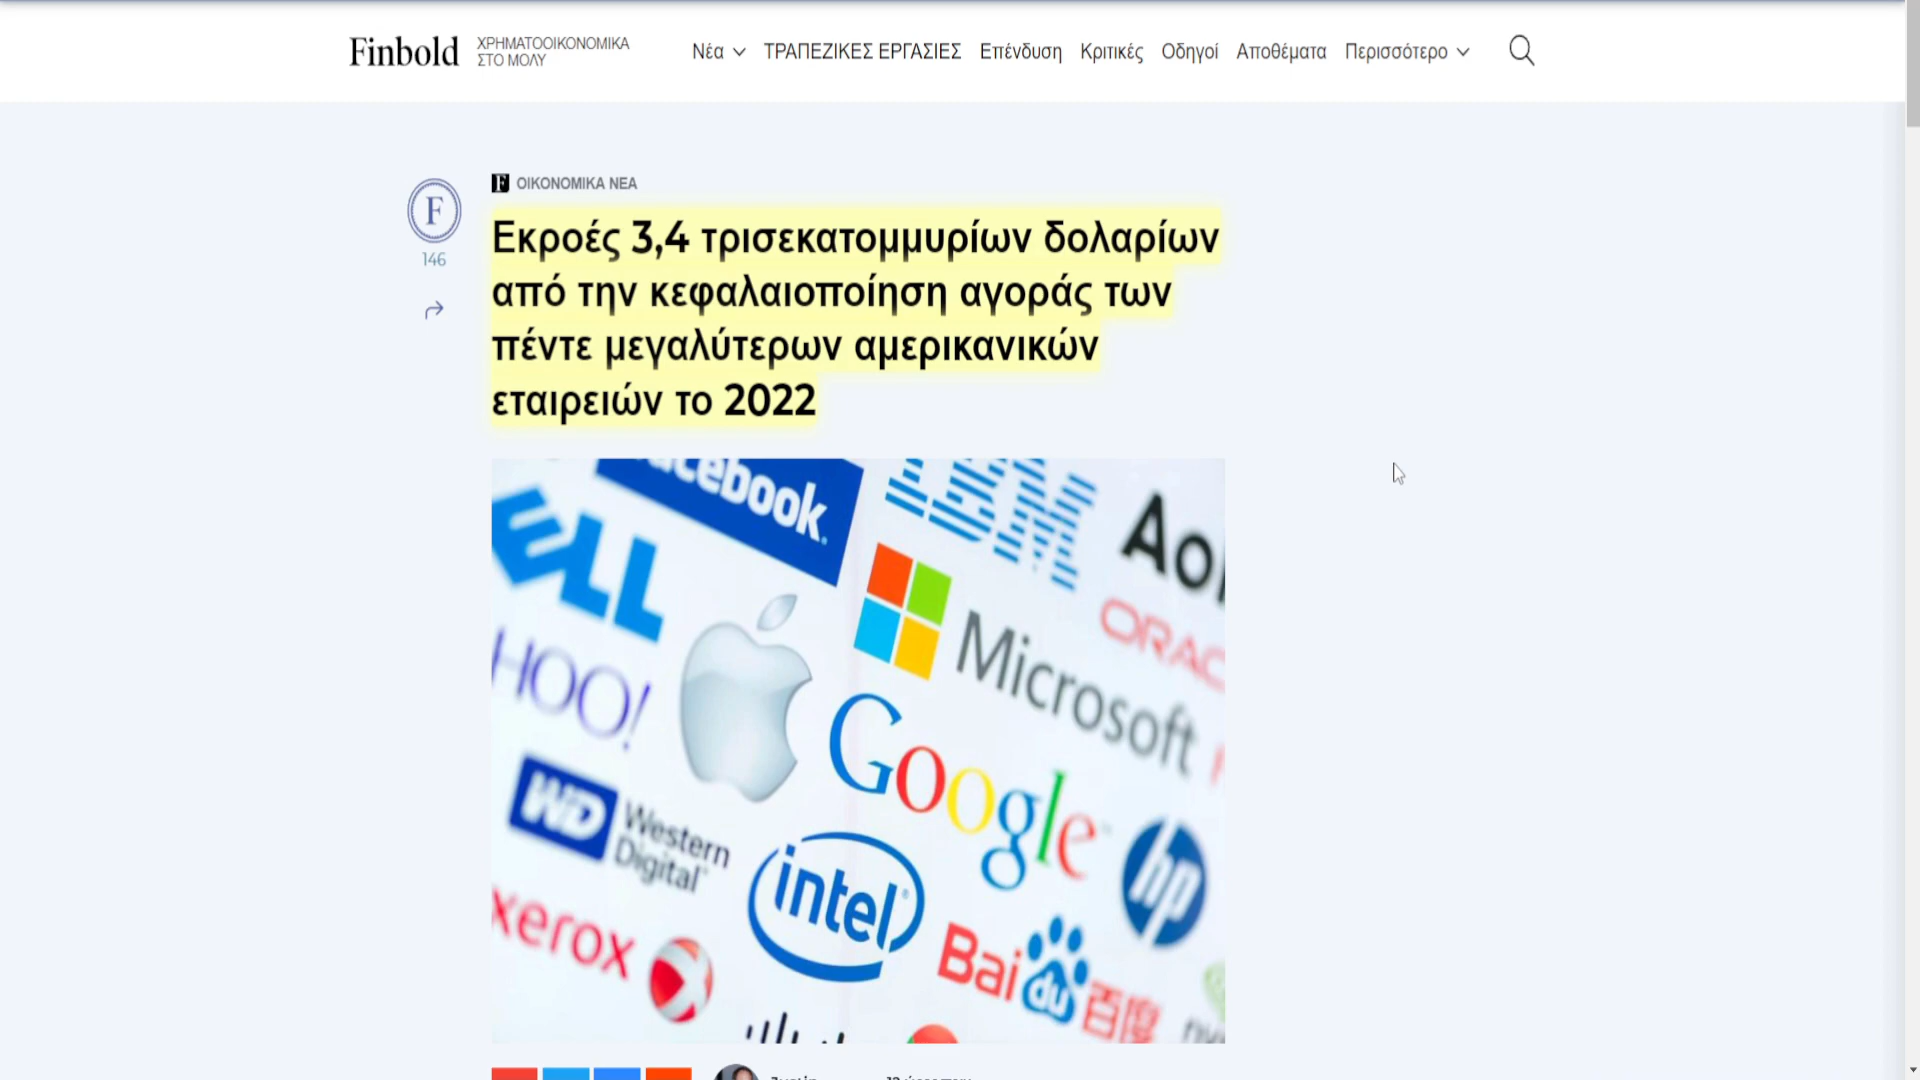 Finbold
ΧΡΗΜΑΤΟΟΙΚΟΝΟΜΙΚΑ
ΣΤΟ ΜΟΛΥ
Νέα ΤΡΑΠΕΖΙΚΕΣ ΕΡΓΑΣΙΕΣ Επένδυση Κριτικές Οδηγοί Αποθέματα Περισσότερο
F ΟΙΚΟΝΟΜΙΚΑ ΝΕΑ
F
146
Εκροές 3,4 τρισεκατομμυρίων δολαρίων
από την κεφαλαιοποίηση αγοράς των
πέντε μεγαλύτερων αμερικανικών
εταιρειών το 2022
facebook.
IBM
Ao
ELL
ORAC
Microsoft
HOO!
Google
WD Western
Digital
hp
intel
xerox
Bai du 百度